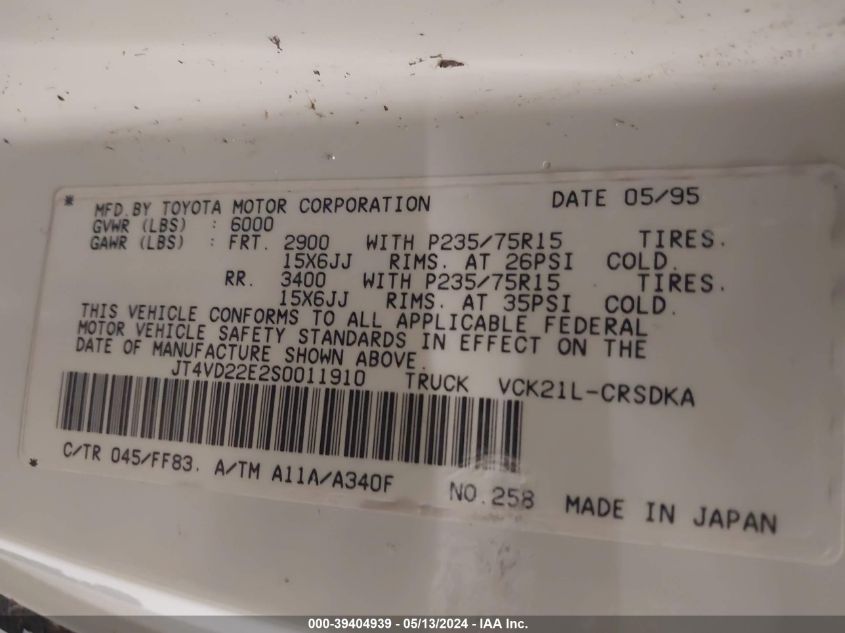 * MFD.BY TOYOTA MOTOR CORPORATION DATE 05/95
GVWR (LBS) : 6000
GAWR (LBS) : FRT. 2900 WITH P235/75R15 TIRES.
15X6JJ RIMS. AT 26PSI COLD.
RR. 3400 WITH P235/75R15 TIRES.
15X6JJ RIMS. AT 35PSI COLD.
THIS VEHICLE CONFORMS TO ALL APPLICABLE FEDERAL
MOTOR VEHICLE SAFETY STANDARDS IN EFFECT ON THE
DATE OF MANUFACTURE SHOWN ABOVE.
JT4VD22E2S0011910 TRUCK VCK21L-CRSDKA
* C/TR 045/FF83. A/TM A11A/A340F NO.258 MADE IN JAPAN
000-39404939 - 05/13/2024 - IAA Inc.